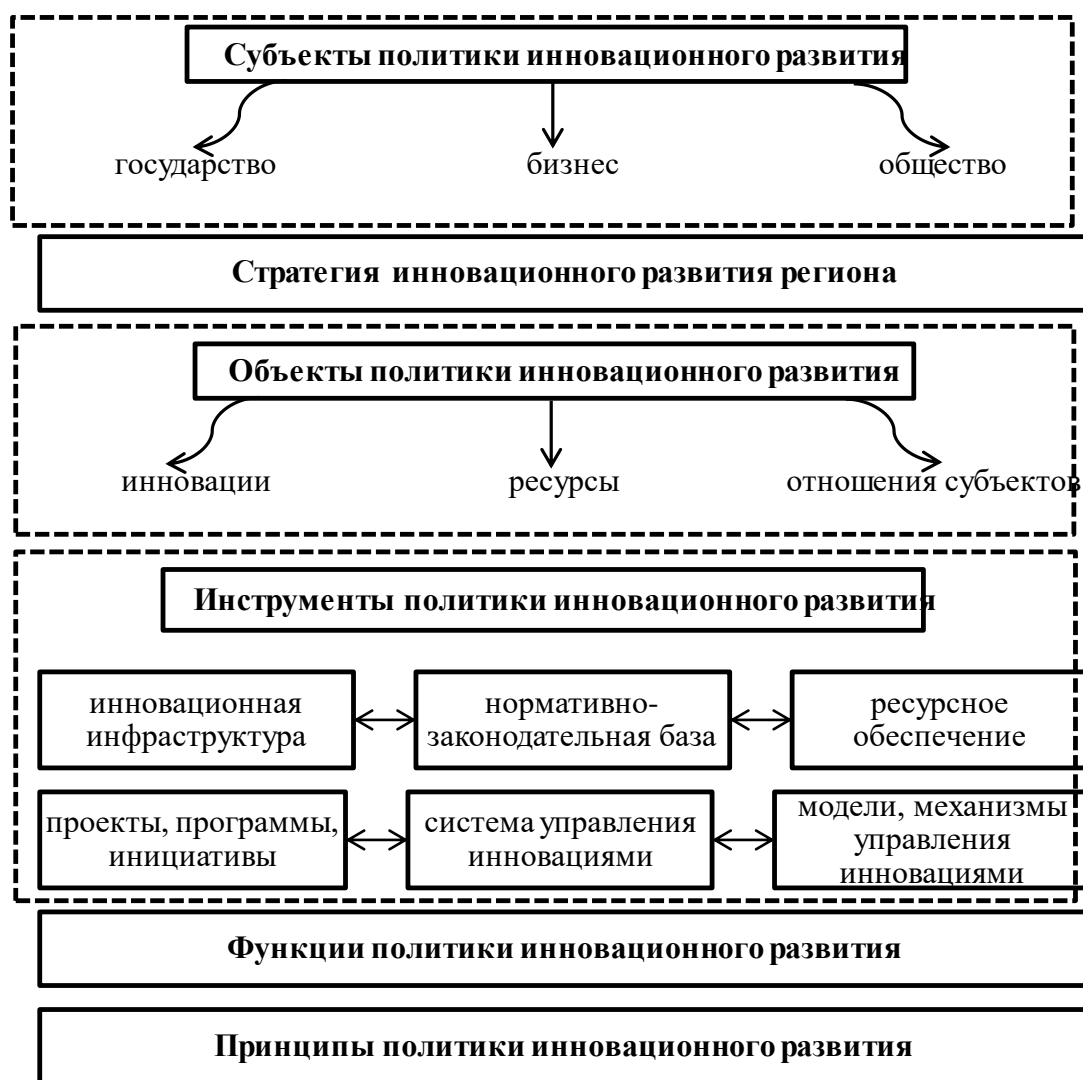 Субъекты политики инновационного развития
государство бизнес общество
Стратегия инновационного развития региона
Объекты политики инновационного развития
инновации ресурсы отношения субъектов
Инструменты политики инновационного развития
инновационная
инфраструктура
нормативно-
законодательная база
ресурсное
обеспечение
проекты, программы,
инициативы
система управления
инновациями
модели, механизмы
управления
инновациями
Функции политики инновационного развития
Принципы политики инновационного развития